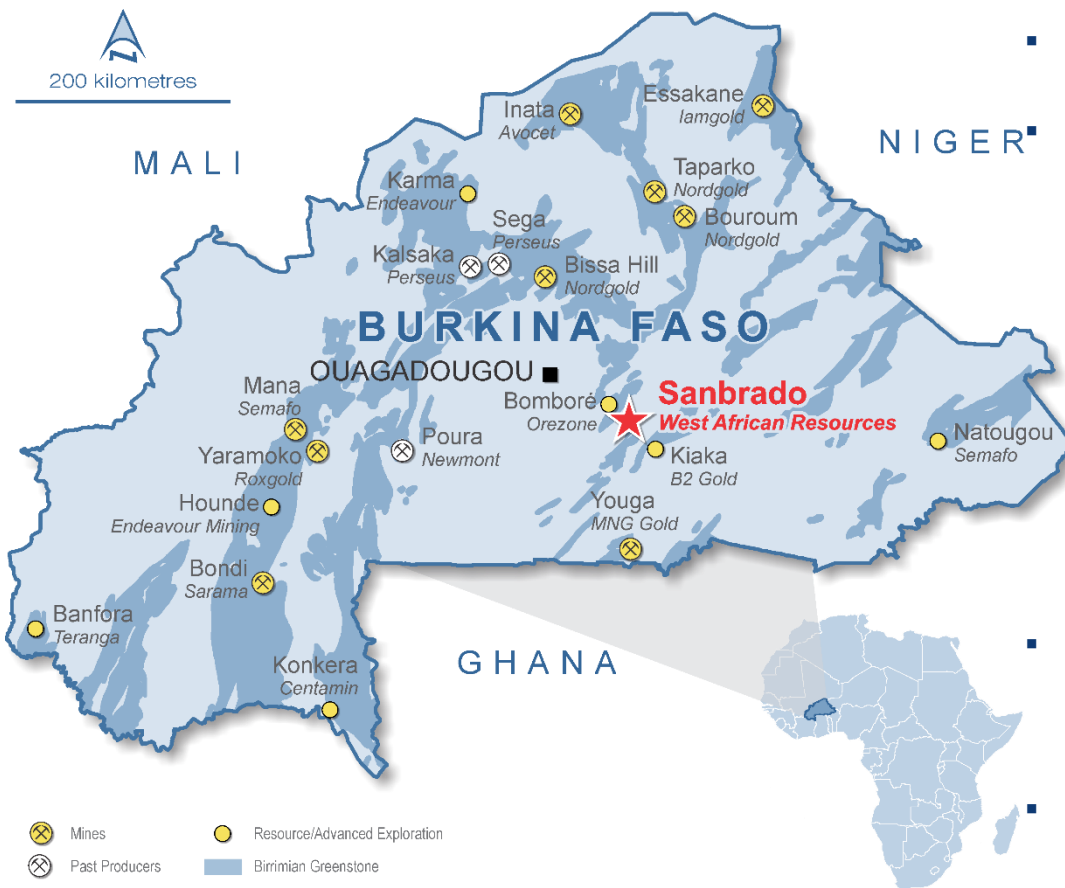 200 kilometres
MALI
NIGER
Inata
Avocet
Essakane
Iamgold
Karma
Endeavour
Taparko
Nordgold
Sega
Perseus
Bouroum
Nordgold
Kalsaka
Perseus
Bissa Hill
Nordgold
BURKINA FASO
OUAGADOUGOU
Mana
Semafo
Bomboré
Orezone
Sanbrado
West African Resources
Yaramoko
Roxgold
Poura
Newmont
Kiaka
B2 Gold
Natougou
Semafo
Hounde
Endeavour Mining
Youga
MNG Gold
Bondi
Sarama
Banfora
Teranga
Konkera
Centamin
GHANA
Mines
Resource/Advanced Exploration
Past Producers
Birrimian Greenstone